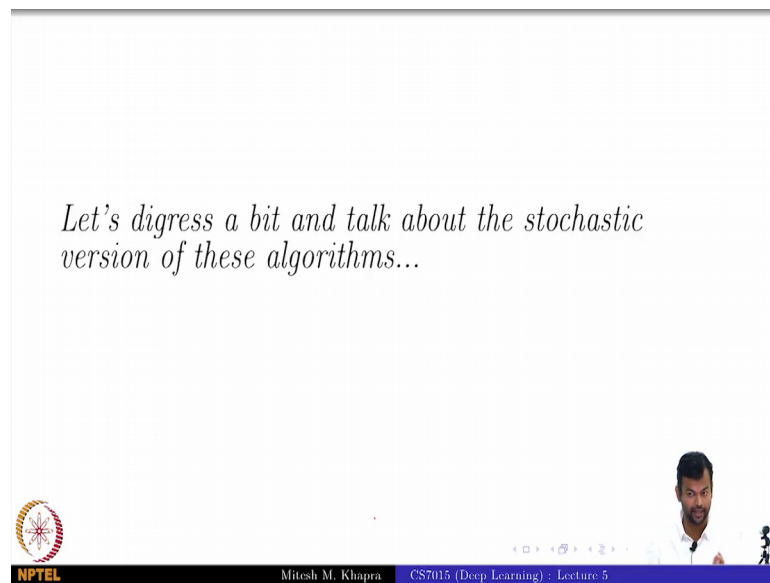 Let's digress a bit and talk about the stochastic
version of these algorithms...
NPTEL
Mitesh M. Khapra
CS7015 (Deep Learning) : Lecture 5